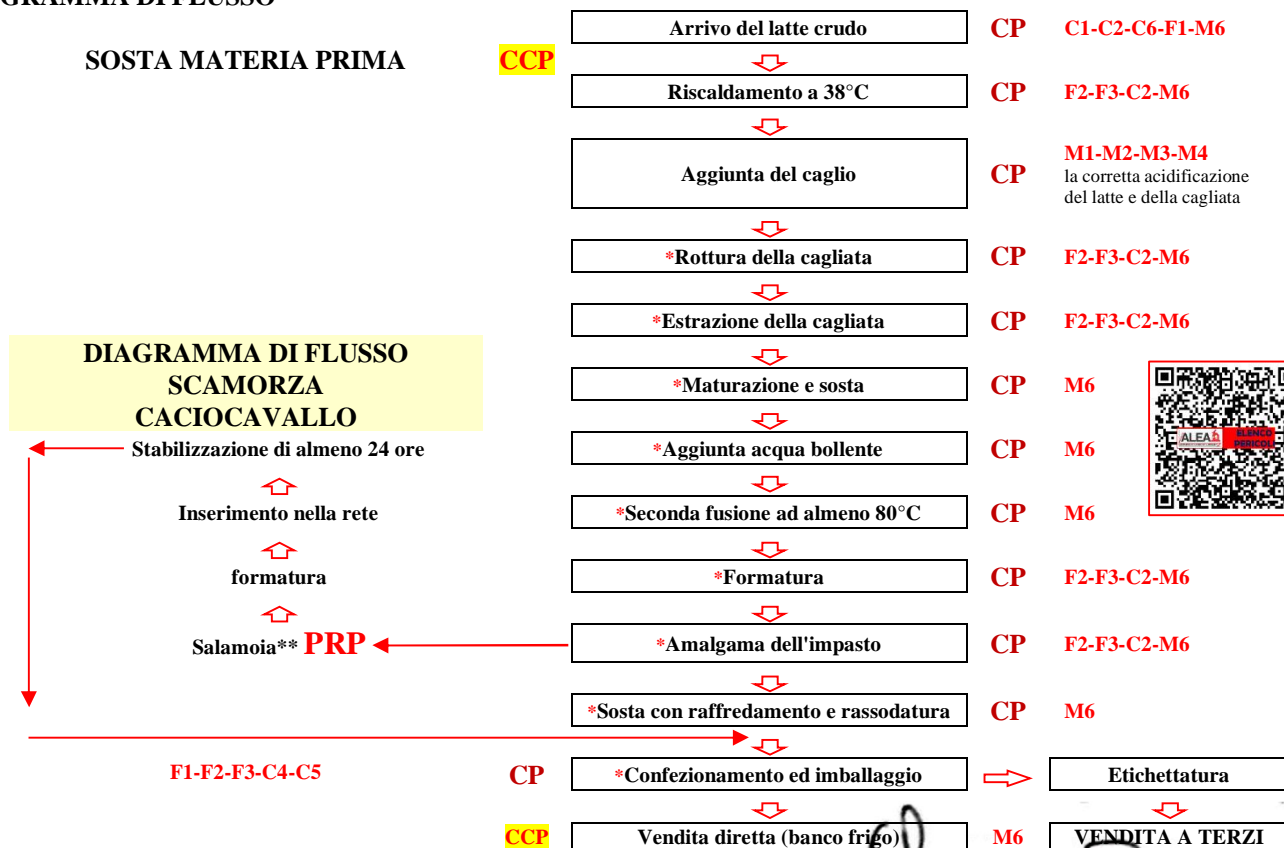 GRAMMA DI FLUSSO
Arrivo del latte crudo CP C1-C2-C6-F1-M6
SOSTA MATERIA PRIMA CCP
Riscaldamento a 38°C CP F2-F3-C2-M6
Aggiunta del caglio CP M1-M2-M3-M4
la corretta acidificazione
del latte e della cagliata
*Rottura della cagliata CP F2-F3-C2-M6
*Estrazione della cagliata CP F2-F3-C2-M6
DIAGRAMMA DI FLUSSO
SCAMORZA
CACIOCAVALLO
*Maturazione e sosta CP M6
ALEA ELENCO
PERICOLI
Stabilizzazione di almeno 24 ore
*Aggiunta acqua bollente CP M6
Inserimento nella rete
*Seconda fusione ad almeno 80°C CP M6
formatura
*Formatura CP F2-F3-C2-M6
Salamoia** PRP
*Amalgama dell'impasto CP F2-F3-C2-M6
*Sosta con raffredamento e rassodatura CP M6
F1-F2-F3-C4-C5 CP *Confezionamento ed imballaggio Etichettatura
CCP Vendita diretta (banco frigo) M6 VENDITA A TERZI